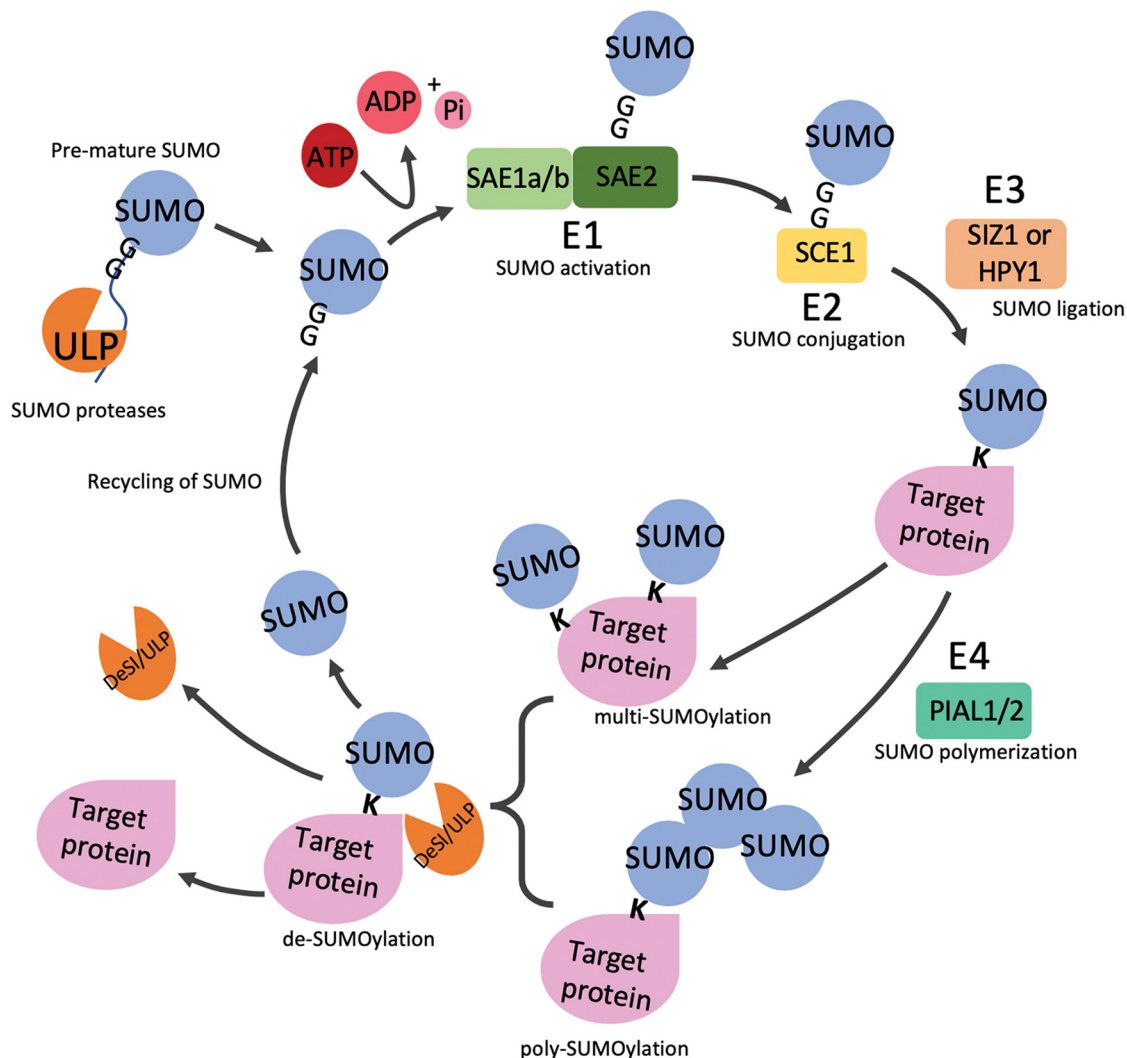 SUMO
G
G
ADP
+
Pi
ATP
SAE1a/b
SAE2
E1
SUMO activation
SUMO
G
G
SCE1
E2
SUMO conjugation
E3
SIZ1 or
HPY1
SUMO ligation
Pre-mature SUMO
SUMO
G
G
ULP
SUMO proteases
SUMO
G
G
SUMO
K
Target
protein
Recycling of SUMO
SUMO
SUMO
K
K
Target
protein
multi-SUMOylation
E4
PIAL1/2
SUMO polymerization
SUMO
DeSI/ULP
SUMO
K
Target
protein
DeSI/ULP
de-SUMOylation
Target
protein
SUMO
SUMO
SUMO
K
Target
protein
poly-SUMOylation